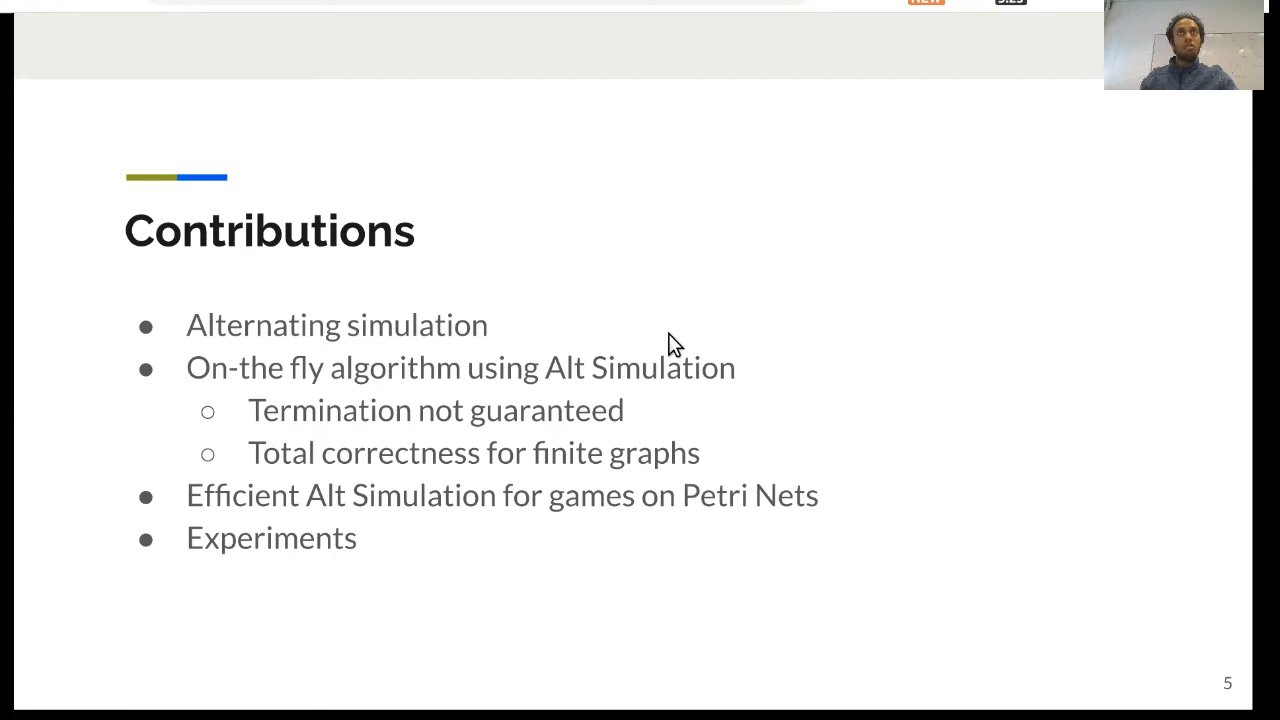 Contributions
● Alternating simulation
● On-the fly algorithm using Alt Simulation
○ Termination not guaranteed
○ Total correctness for finite graphs
● Efficient Alt Simulation for games on Petri Nets
● Experiments
5